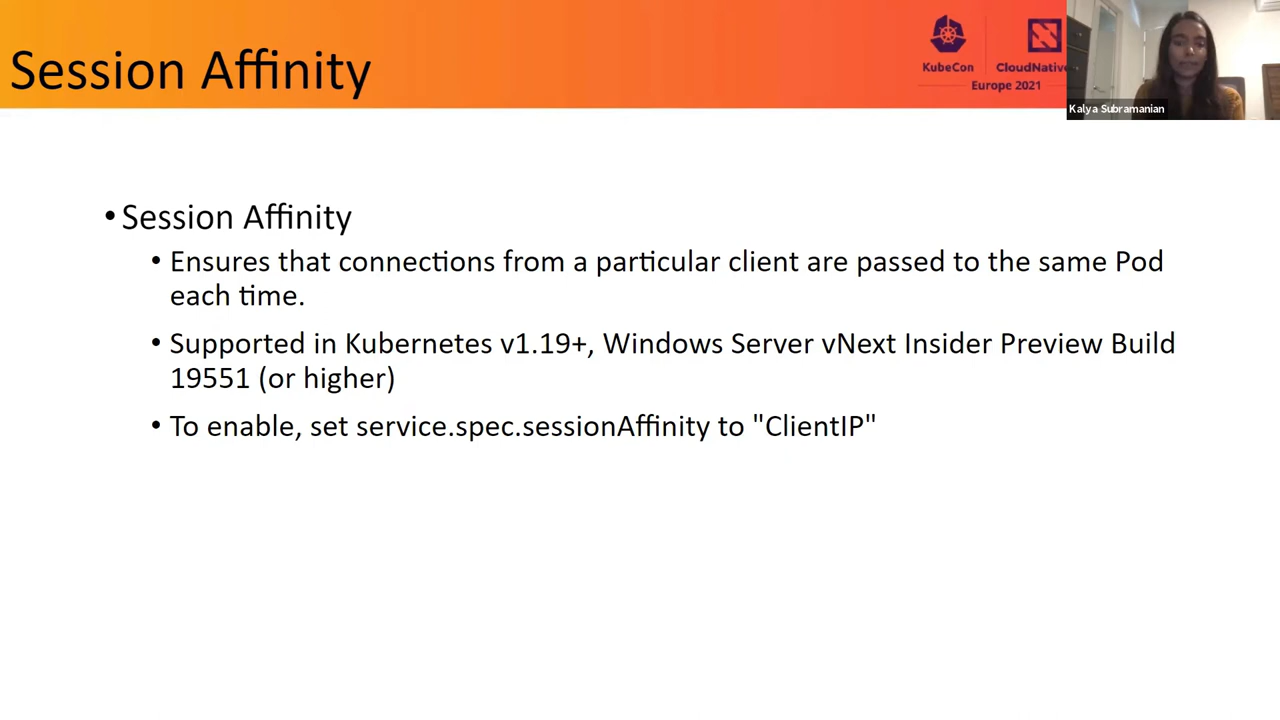 Session Affinity
KubeCon
CloudNative
Europe 2021
Kalya Subramanian
• Session Affinity
• Ensures that connections from a particular client are passed to the same Pod
each time.
• Supported in Kubernetes v1.19+, Windows Server vNext Insider Preview Build
19551 (or higher)
• To enable, set service.spec.sessionAffinity to "ClientIP"